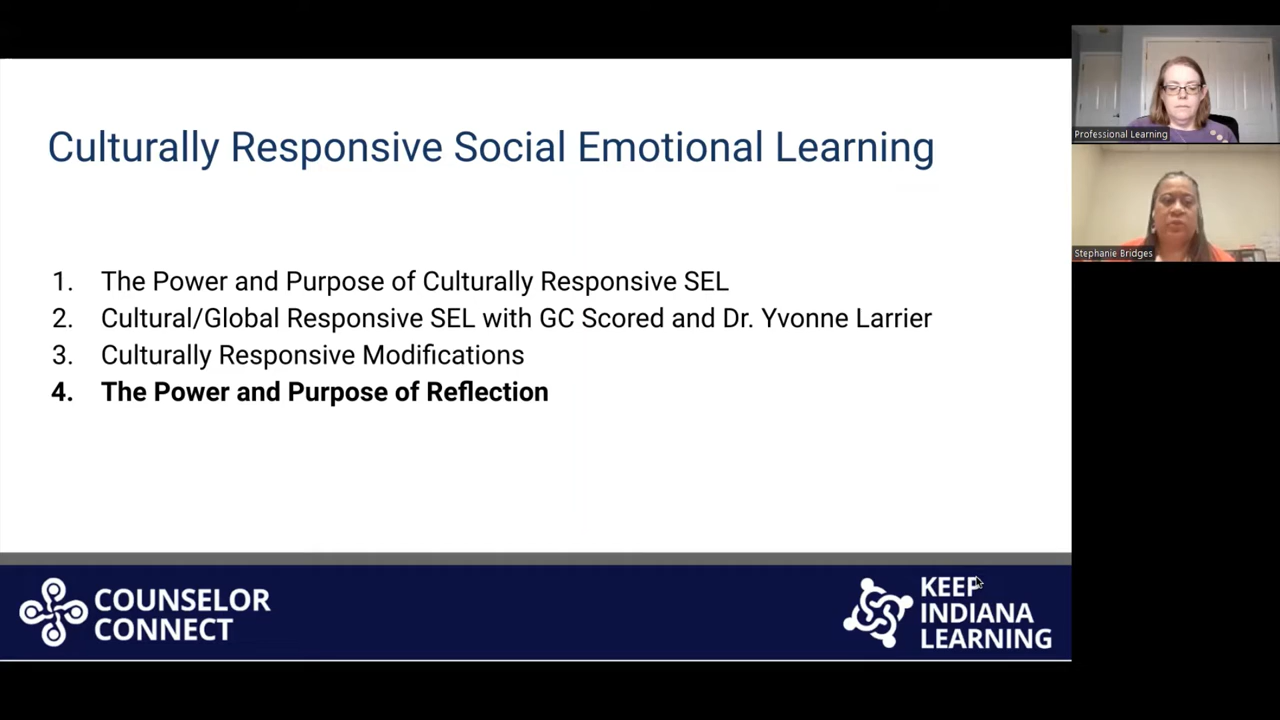 Culturally Responsive Social Emotional Learning
1. The Power and Purpose of Culturally Responsive SEL
2. Cultural/Global Responsive SEL with GC Scored and Dr. Yvonne Larrier
3. Culturally Responsive Modifications
4. The Power and Purpose of Reflection
COUNSELOR
CONNECT
KEEP
INDIANA
LEARNING
Professional Learning
Stephanie Bridges